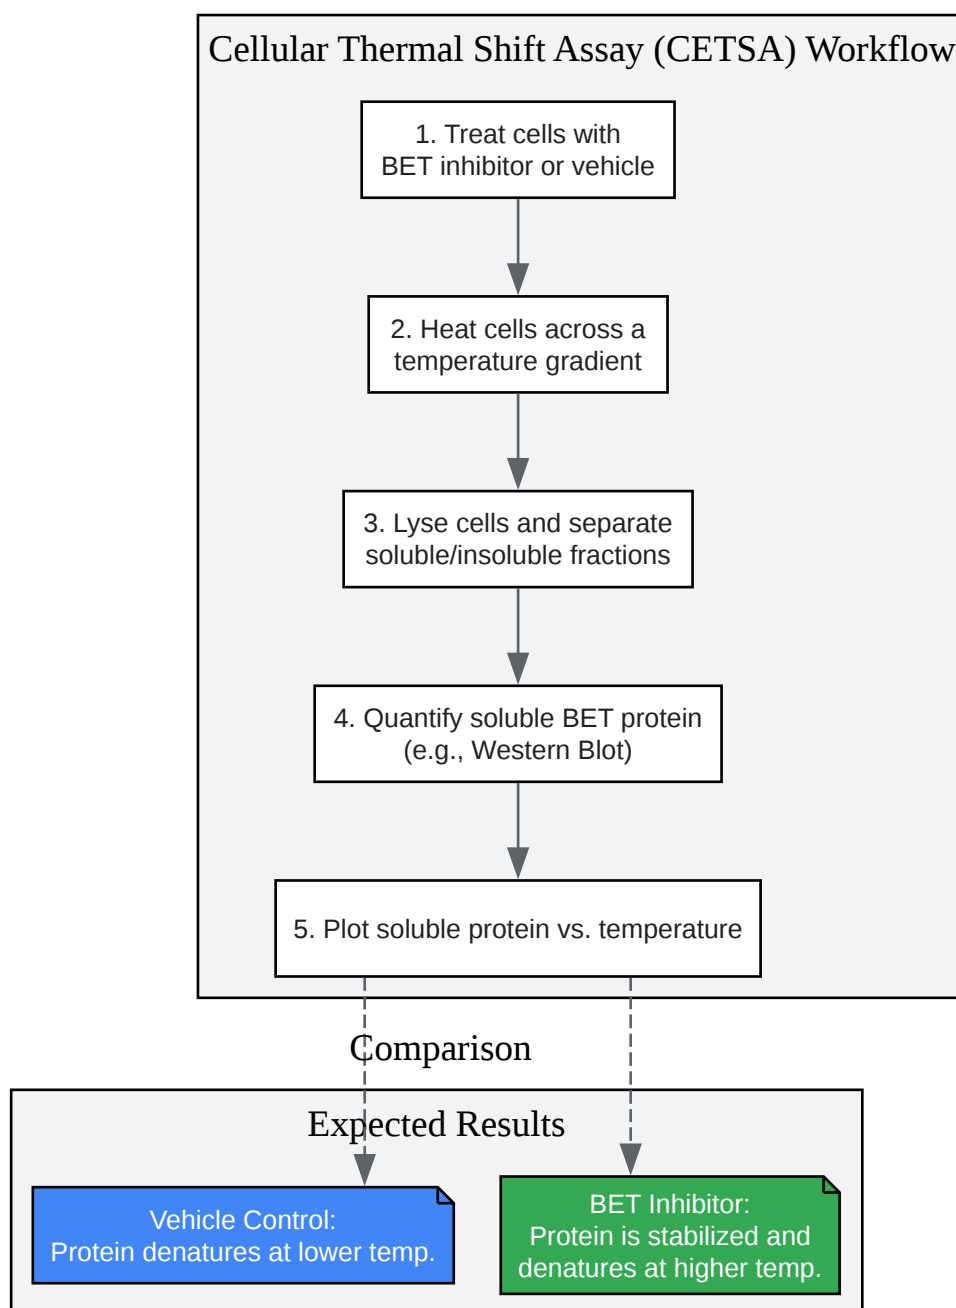 Cellular Thermal Shift Assay (CETSA) Workflow
1. Treat cells with
BET inhibitor or vehicle
2. Heat cells across a
temperature gradient
3. Lyse cells and separate
soluble/insoluble fractions
4. Quantify soluble BET protein
(e.g., Western Blot)
5. Plot soluble protein vs. temperature
Comparison
Expected Results
Vehicle Control:
Protein denatures at lower temp.
BET Inhibitor:
Protein is stabilized and
denatures at higher temp.